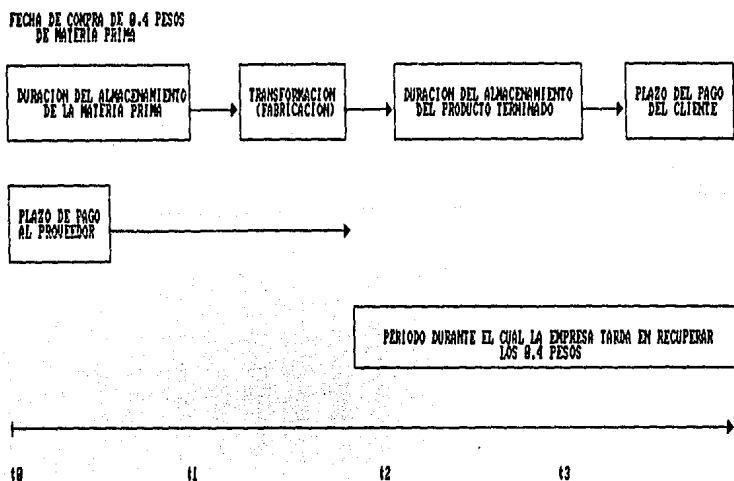 FECHA DE COMPRA DE 0.4 PESOS
DE MATERIA PRIMA
DURACION DEL ALMACENAMIENTO
DE LA MATERIA PRIMA
TRANSFORMACION
(FABRICACION)
DURACION DEL ALMACENAMIENTO
DEL PRODUCTO TERMINADO
PLAZO DEL PAGO
DEL CLIENTE
PLAZO DE PAGO
AL PROVEEDOR
PERIODO DURANTE EL CUAL LA EMPRESA TARDA EN RECUPERAR
LOS 0.4 PESOS
t0 t1 t2 t3